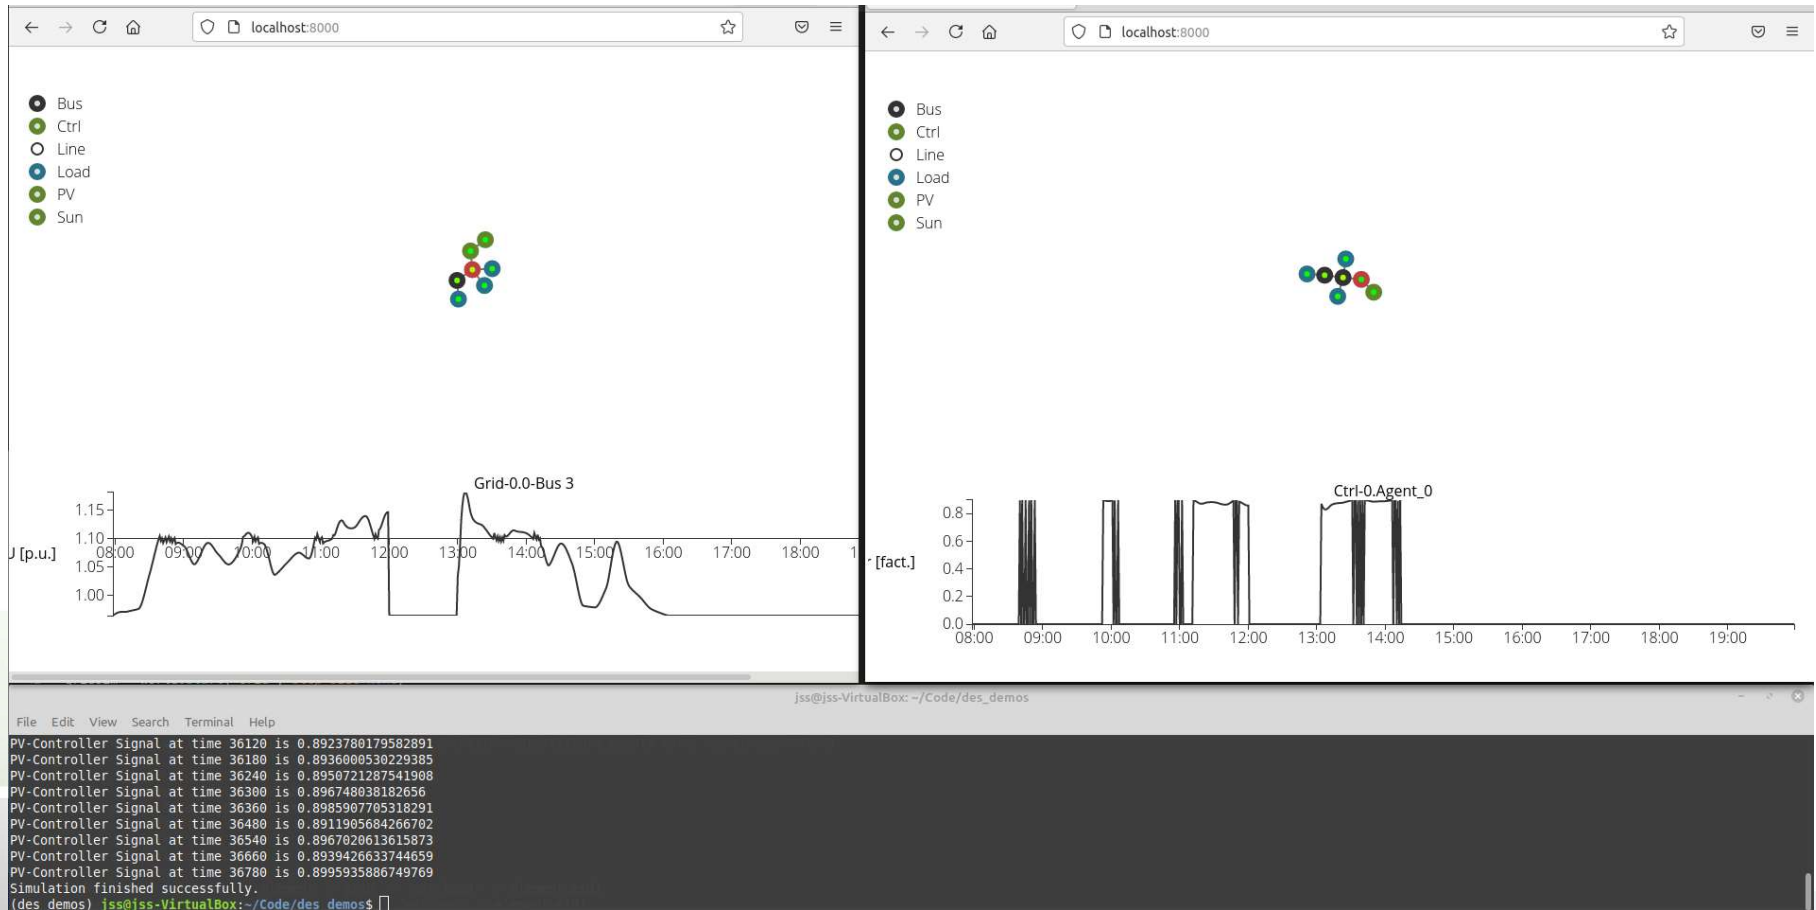 localhost:8000
Bus
Ctrl
Line
Load
PV
Sun
Grid-0.0-Bus 3
1.15
1.10
1.05
1.00
U [p.u.]
08:00 09:00 10:00 11:00 12:00 13:00 14:00 15:00 16:00 17:00 18:00 1
localhost:8000
Bus
Ctrl
Line
Load
PV
Sun
Ctrl-0.Agent_0
0.8
0.6
0.4
0.2
0.0
r [fact.]
08:00 09:00 10:00 11:00 12:00 13:00 14:00 15:00 16:00 17:00 18:00 19:00
jss@jss-VirtualBox: ~/Code/des_demos
File Edit View Search Terminal Help
PV-Controller Signal at time 36120 is 0.8923780179582891
PV-Controller Signal at time 36180 is 0.8936000530229385
PV-Controller Signal at time 36240 is 0.8950721287541908
PV-Controller Signal at time 36300 is 0.896748038182656
PV-Controller Signal at time 36360 is 0.8985907705318291
PV-Controller Signal at time 36480 is 0.8911905684266702
PV-Controller Signal at time 36540 is 0.8967020613615873
PV-Controller Signal at time 36660 is 0.8939426633744659
PV-Controller Signal at time 36780 is 0.8995935886749769
Simulation finished successfully.
(des_demos) jss@jss-VirtualBox:~/Code/des_demos$